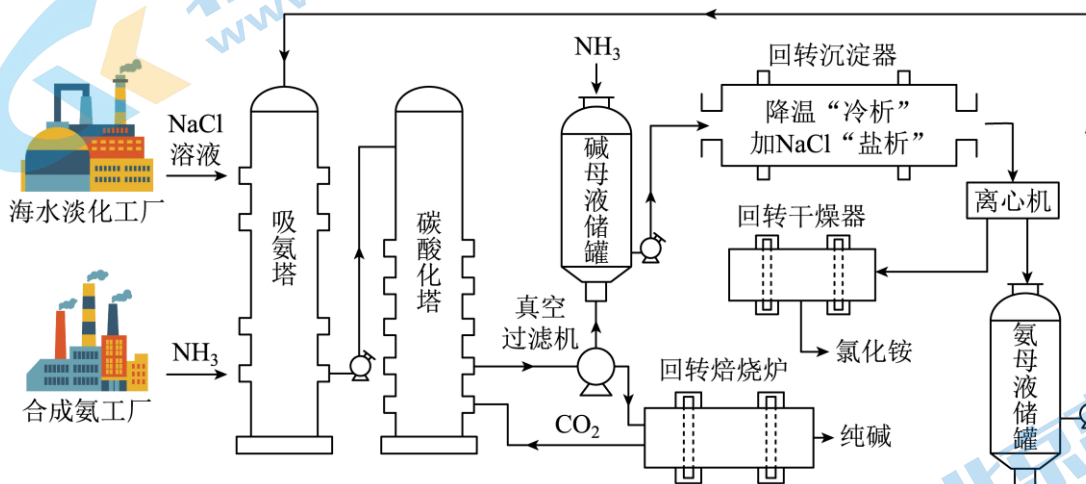 NH₃
回转沉淀器
降温“冷析”
加NaCl“盐析”
NaCl
溶液
海水淡化工厂
吸氨塔
碳酸化塔
碱母液储罐
离心机
回转干燥器
真空
过滤机
氯化铵
NH₃
合成氨工厂
回转焙烧炉
CO₂
纯碱
氨母液储罐
www.